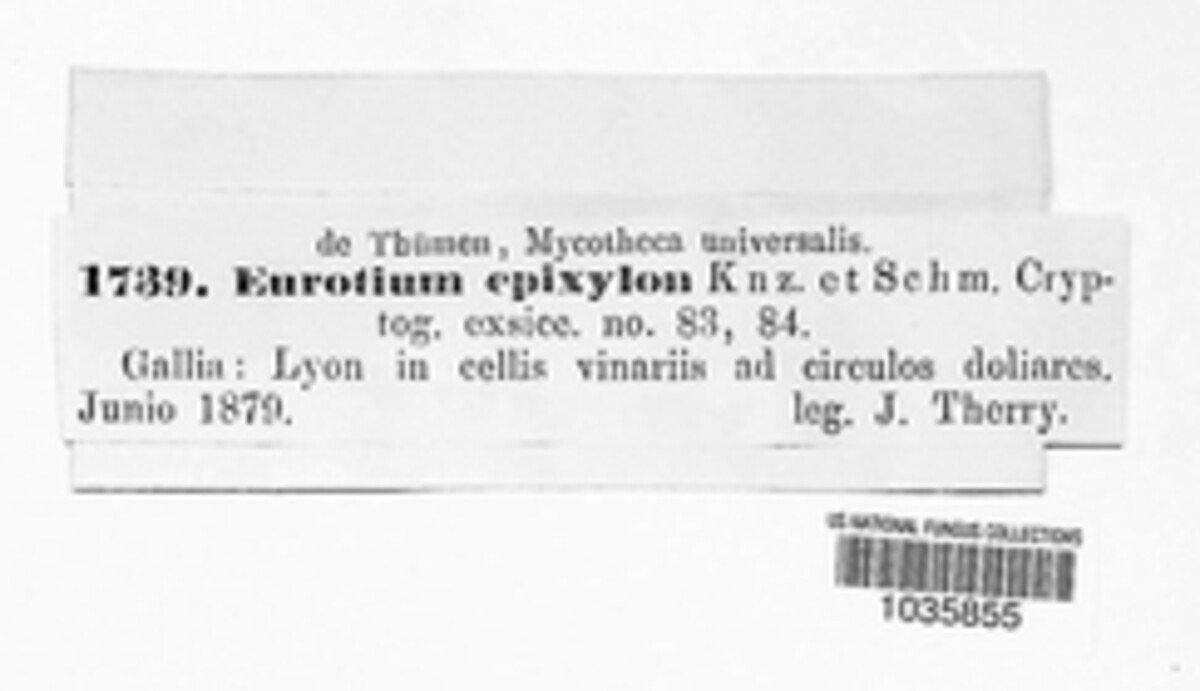 de Thümen, Mycotheca universalis.
1739. Eurotium epixylon Knz. et Schm. Cryp-
tog. exsicc. no. 83, 84.
Gallia: Lyon in cellis vinariis ad circulos doliares.
Junio 1879. leg. J. Therry.
US NATIONAL FUNGUS COLLECTIONS
1035855